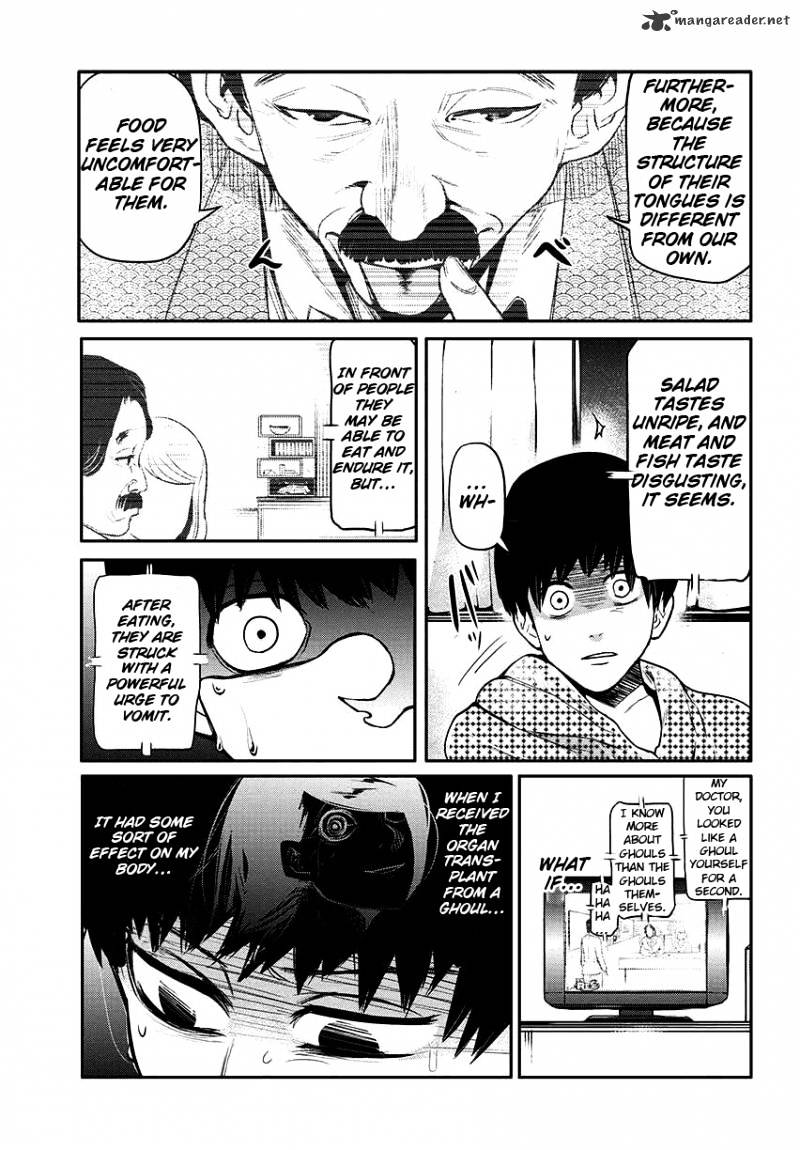 mangareader.net
FURTHER-
MORE,
BECAUSE
THE
STRUCTURE
OF THEIR
TONGUES IS
DIFFERENT
FROM OUR
OWN.
べ
ー
FOOD
FEELS VERY
UNCOMFORT-
ABLE FOR
THEM.
SALAD
TASTES
UNRIPE, AND
MEAT AND
FISH TASTE
DISGUSTING,
IT SEEMS.
...
WH-
IN FRONT
OF PEOPLE
THEY
MAY BE
ABLE TO
EAT AND
ENDURE IT,
BUT...
AFTER
EATING,
THEY ARE
STRUCK
WITH A
POWERFUL
URGE TO
VOMIT.
MY
DOCTOR,
YOU
LOOKED
LIKE A
GHOUL
YOURSELF
FOR A
SECOND.
I KNOW
MORE
ABOUT
GHOULS
THAN THE
GHOULS
THEM-
SELVES.
HA
HA
HA
...
WHAT
IF...
WHEN I
RECEIVED
THE
ORGAN
TRANS-
PLANT
FROM A
GHOUL...
IT HAD SOME
SORT OF
EFFECT ON MY
BODY...